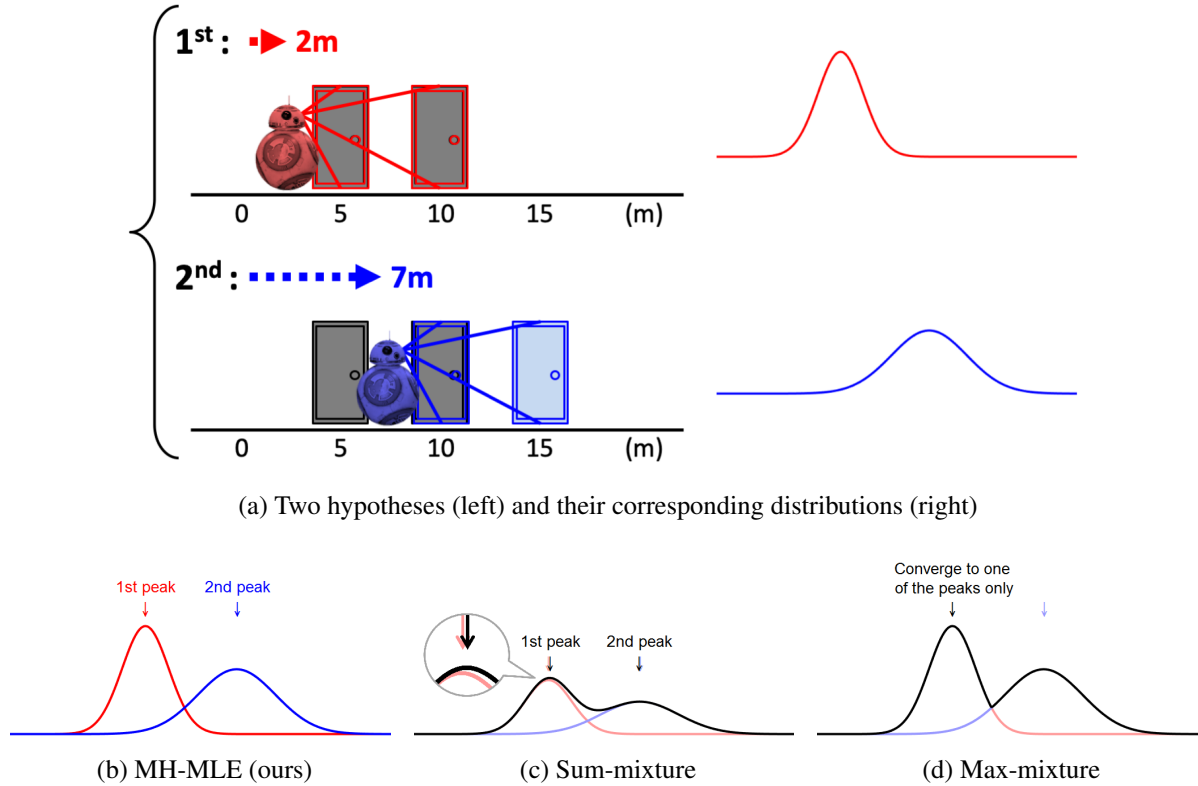 1st : 2m
0 5 10 15 (m)
2nd : 7m
0 5 10 15 (m)
(a) Two hypotheses (left) and their corresponding distributions (right)
1st peak 2nd peak
1st peak 2nd peak
Converge to one
of the peaks only
(b) MH-MLE (ours)
(c) Sum-mixture
(d) Max-mixture